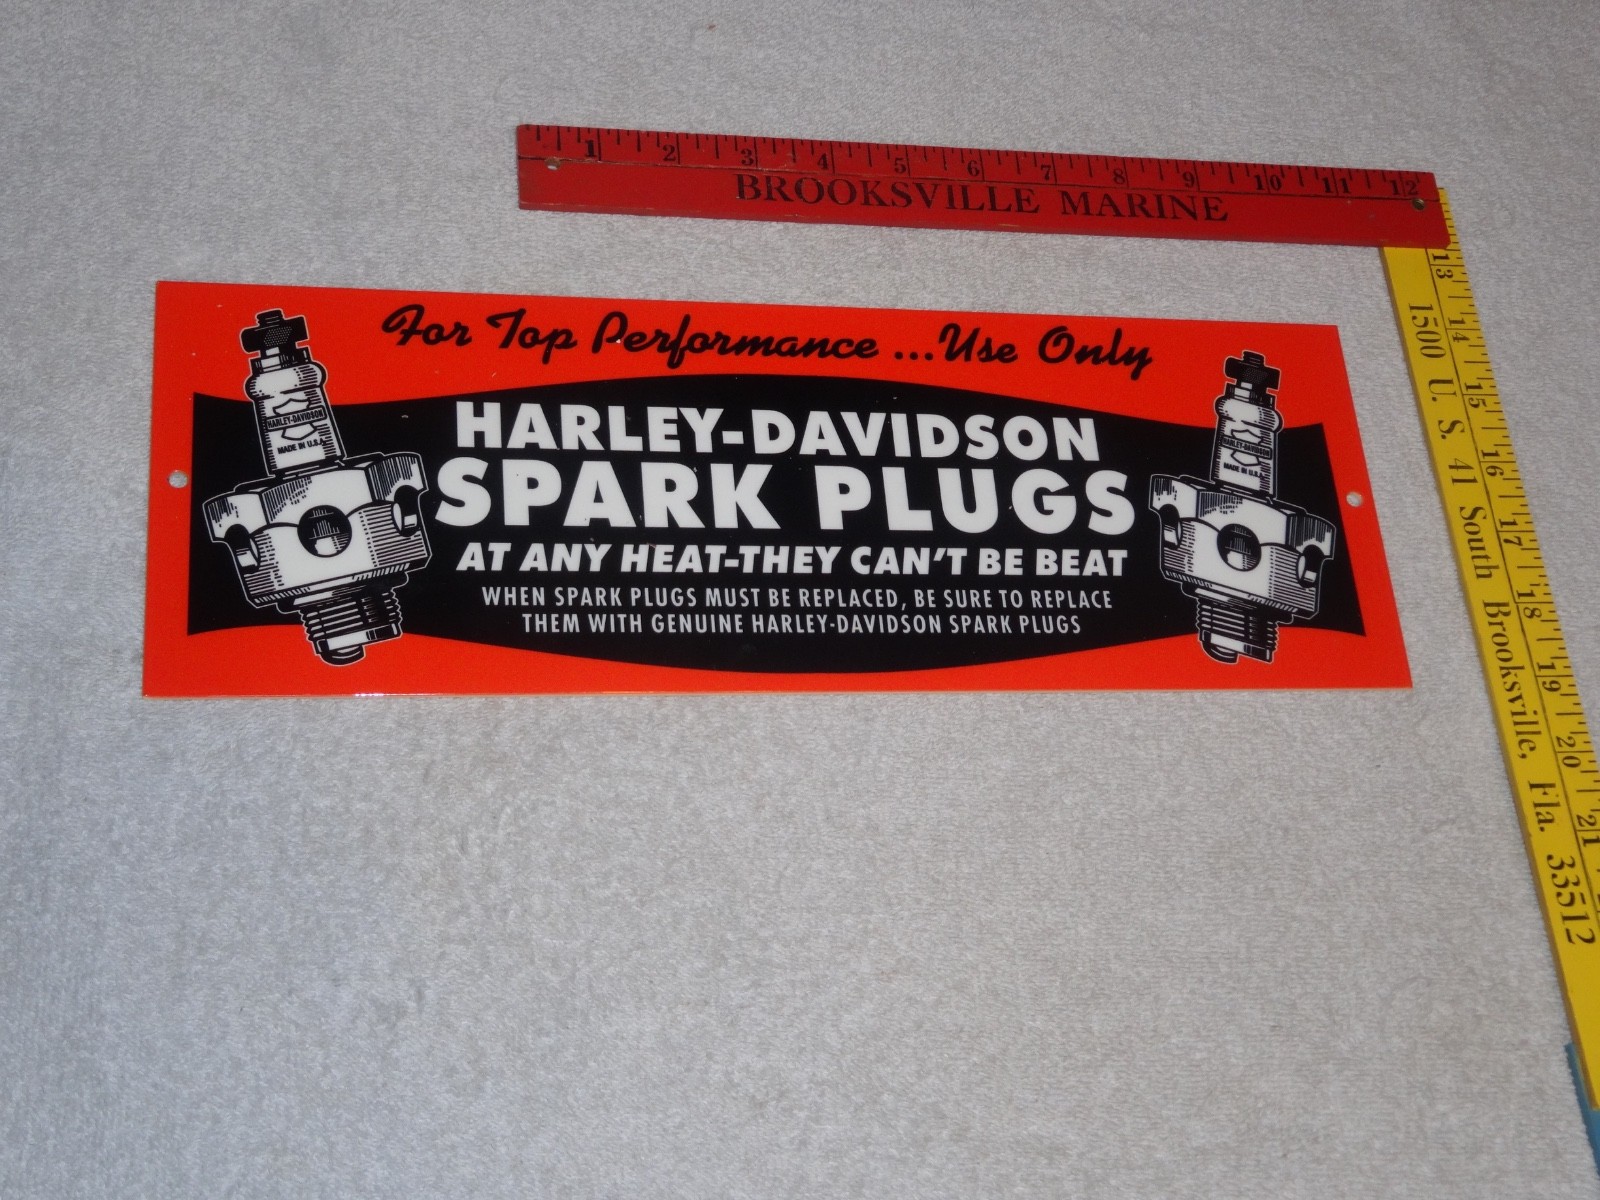 1 2 3 4 5 6 7 8 9 10 11 12
BROOKSVILLE MARINE
13 14 15 16 17 18 19 20 21
1500 U. S. 41 South Brooksville, Fla. 33512
For Top Performance ...Use Only
HARLEY-DAVIDSON
SPARK PLUGS
AT ANY HEAT-THEY CAN'T BE BEAT
WHEN SPARK PLUGS MUST BE REPLACED, BE SURE TO REPLACE
THEM WITH GENUINE HARLEY-DAVIDSON SPARK PLUGS
HARLEY-DAVIDSON
MADE IN U.S.A.
HARLEY-DAVIDSON
MADE IN U.S.A.